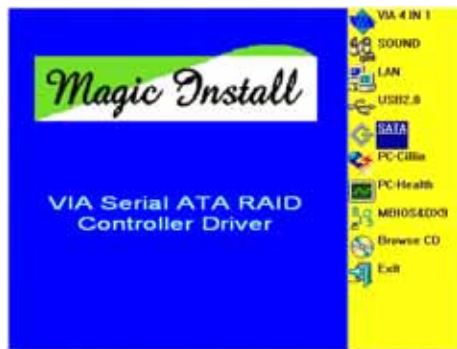 Magic Install
VIA Serial ATA RAID
Controller Driver
VIA 4 IN 1
SOUND
LAN
USB2.0
SATA
PC-Cillin
PC-Health
MBIOS&DX9
Browse CD
Exit